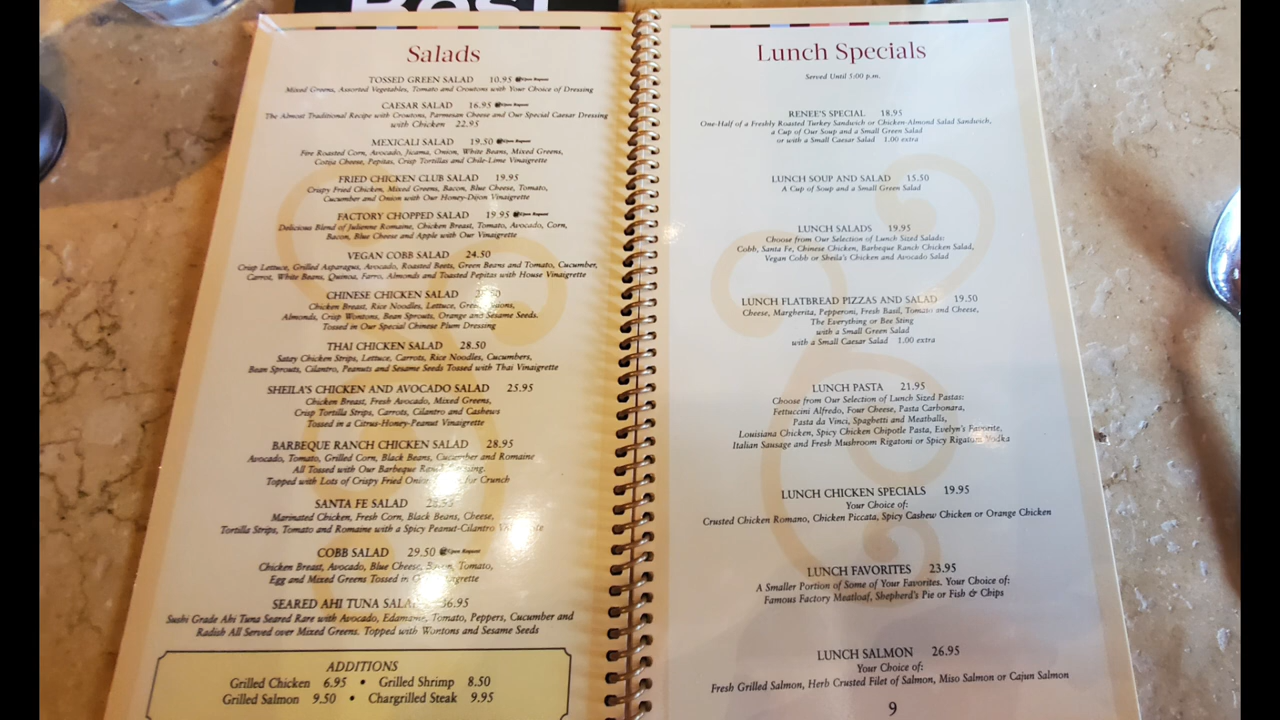 Best
Salads
TOSSED GREEN SALAD 10.95 Upon Request
Mixed Greens, Assorted Vegetables, Tomato and Croutons with Your Choice of Dressing
CAESAR SALAD 16.95 Upon Request
The Almost Traditional Recipe with Croutons, Parmesan Cheese and Our Special Caesar Dressing
with Chicken 22.95
MEXICALI SALAD 19.50 Upon Request
Fire Roasted Corn, Avocado, Jicama, Onion, White Beans, Mixed Greens,
Cotija Cheese, Pepitas, Crisp Tortillas and Chile-Lime Vinaigrette
FRIED CHICKEN CLUB SALAD 19.95
Crispy Fried Chicken, Mixed Greens, Bacon, Blue Cheese, Tomato,
Cucumber and Onion with Our Honey-Dijon Vinaigrette
FACTORY CHOPPED SALAD 19.95 Upon Request
Delicious Blend of Julienne Romaine, Chicken Breast, Tomato, Avocado, Corn,
Bacon, Blue Cheese and Apple with Our Vinaigrette
VEGAN COBB SALAD 24.50
Crisp Lettuce, Grilled Asparagus, Avocado, Roasted Beets, Green Beans and Tomato, Cucumber,
Carrot, White Beans, Quinoa, Farro, Almonds and Toasted Pepitas with House Vinaigrette
CHINESE CHICKEN SALAD
Chicken Breast, Rice Noodles, Lettuce, Green Onions,
Almonds, Crisp Wontons, Bean Sprouts, Orange and Sesame Seeds.
Tossed in Our Special Chinese Plum Dressing
THAI CHICKEN SALAD 28.50
Satay Chicken Strips, Lettuce, Carrots, Rice Noodles, Cucumbers,
Bean Sprouts, Cilantro, Peanuts and Sesame Seeds Tossed with Thai Vinaigrette
SHEILA'S CHICKEN AND AVOCADO SALAD 25.95
Chicken Breast, Fresh Avocado, Mixed Greens,
Crisp Tortilla Strips, Carrots, Cilantro and Cashews
Tossed in a Citrus-Honey-Peanut Vinaigrette
BARBEQUE RANCH CHICKEN SALAD 28.95
Avocado, Tomato, Grilled Corn, Black Beans, Cucumber and Romaine
All Tossed with Our Barbeque Ranch Dressing.
Topped with Lots of Crispy Fried Onion for Crunch
SANTA FE SALAD
Marinated Chicken, Fresh Corn, Black Beans, Cheese,
Tortilla Strips, Tomato and Romaine with a Spicy Peanut-Cilantro Vinaigrette
COBB SALAD 29.50 Upon Request
Chicken Breast, Avocado, Blue Cheese, Bacon, Tomato,
Egg and Mixed Greens Tossed in Vinaigrette
SEARED AHI TUNA SALAD 36.95
Sushi Grade Ahi Tuna Seared Rare with Avocado, Edamame, Tomato, Peppers, Cucumber and
Radish All Served over Mixed Greens. Topped with Wontons and Sesame Seeds
ADDITIONS
Grilled Chicken 6.95 • Grilled Shrimp 8.50
Grilled Salmon 9.50 • Chargrilled Steak 9.95
Lunch Specials
Served Until 5:00 p.m.
RENEE'S SPECIAL 18.95
One-Half of a Freshly Roasted Turkey Sandwich or Chicken-Almond Salad Sandwich,
a Cup of Our Soup and a Small Green Salad
or with a Small Caesar Salad 1.00 extra
LUNCH SOUP AND SALAD 15.50
A Cup of Soup and a Small Green Salad
LUNCH SALADS 19.95
Choose from Our Selection of Lunch Sized Salads:
Cobb, Santa Fe, Chinese Chicken, Barbeque Ranch Chicken Salad,
Vegan Cobb or Sheila's Chicken and Avocado Salad
LUNCH FLATBREAD PIZZAS AND SALAD 19.50
Cheese, Margherita, Pepperoni, Fresh Basil, Tomato and Cheese,
The Everything or Bee Sting
with a Small Green Salad
with a Small Caesar Salad 1.00 extra
LUNCH PASTA 21.95
Choose from Our Selection of Lunch Sized Pastas:
Fettuccini Alfredo, Four Cheese, Pasta Carbonara,
Pasta da Vinci, Spaghetti and Meatballs,
Louisiana Chicken, Spicy Chicken Chipotle Pasta, Evelyn's Favorite,
Italian Sausage and Fresh Mushroom Rigatoni or Spicy Rigatoni Vodka
LUNCH CHICKEN SPECIALS 19.95
Your Choice of:
Crusted Chicken Romano, Chicken Piccata, Spicy Cashew Chicken or Orange Chicken
LUNCH FAVORITES 23.95
A Smaller Portion of Some of Your Favorites. Your Choice of:
Famous Factory Meatloaf, Shepherd's Pie or Fish & Chips
LUNCH SALMON 26.95
Your Choice of:
Fresh Grilled Salmon, Herb Crusted Filet of Salmon, Miso Salmon or Cajun Salmon
9